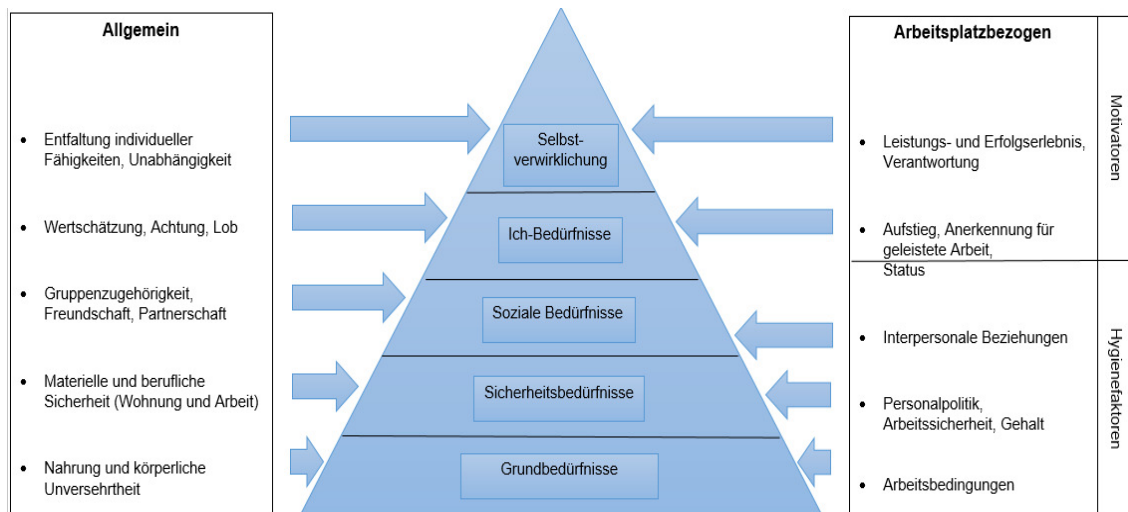 Allgemein
Entfaltung individueller
Fähigkeiten, Unabhängigkeit
Wertschätzung, Achtung, Lob
Gruppenzugehörigkeit,
Freundschaft, Partnerschaft
Materielle und berufliche
Sicherheit (Wohnung und Arbeit)
Nahrung und körperliche
Unversehrtheit
Selbst-
verwirklichung
Ich-Bedürfnisse
Soziale Bedürfnisse
Sicherheitsbedürfnisse
Grundbedürfnisse
Arbeitsplatzbezogen
Leistungs- und Erfolgserlebnis,
Verantwortung
Aufstieg, Anerkennung für
geleistete Arbeit,
Status
Interpersonale Beziehungen
Personalpolitik,
Arbeitssicherheit, Gehalt
Arbeitsbedingungen
Motivatoren
Hygienefaktoren